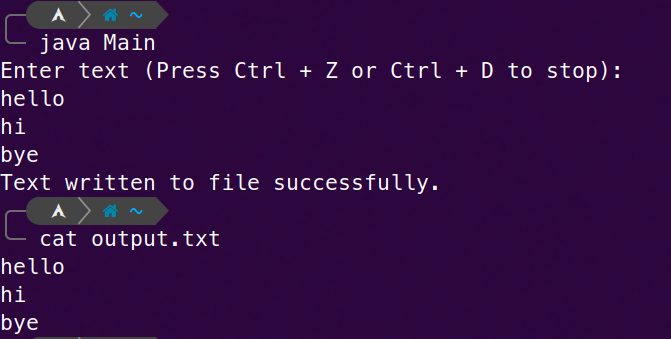 ~
java Main
Enter text (Press Ctrl + Z or Ctrl + D to stop):
hello
hi
bye
Text written to file successfully.
~
cat output.txt
hello
hi
bye